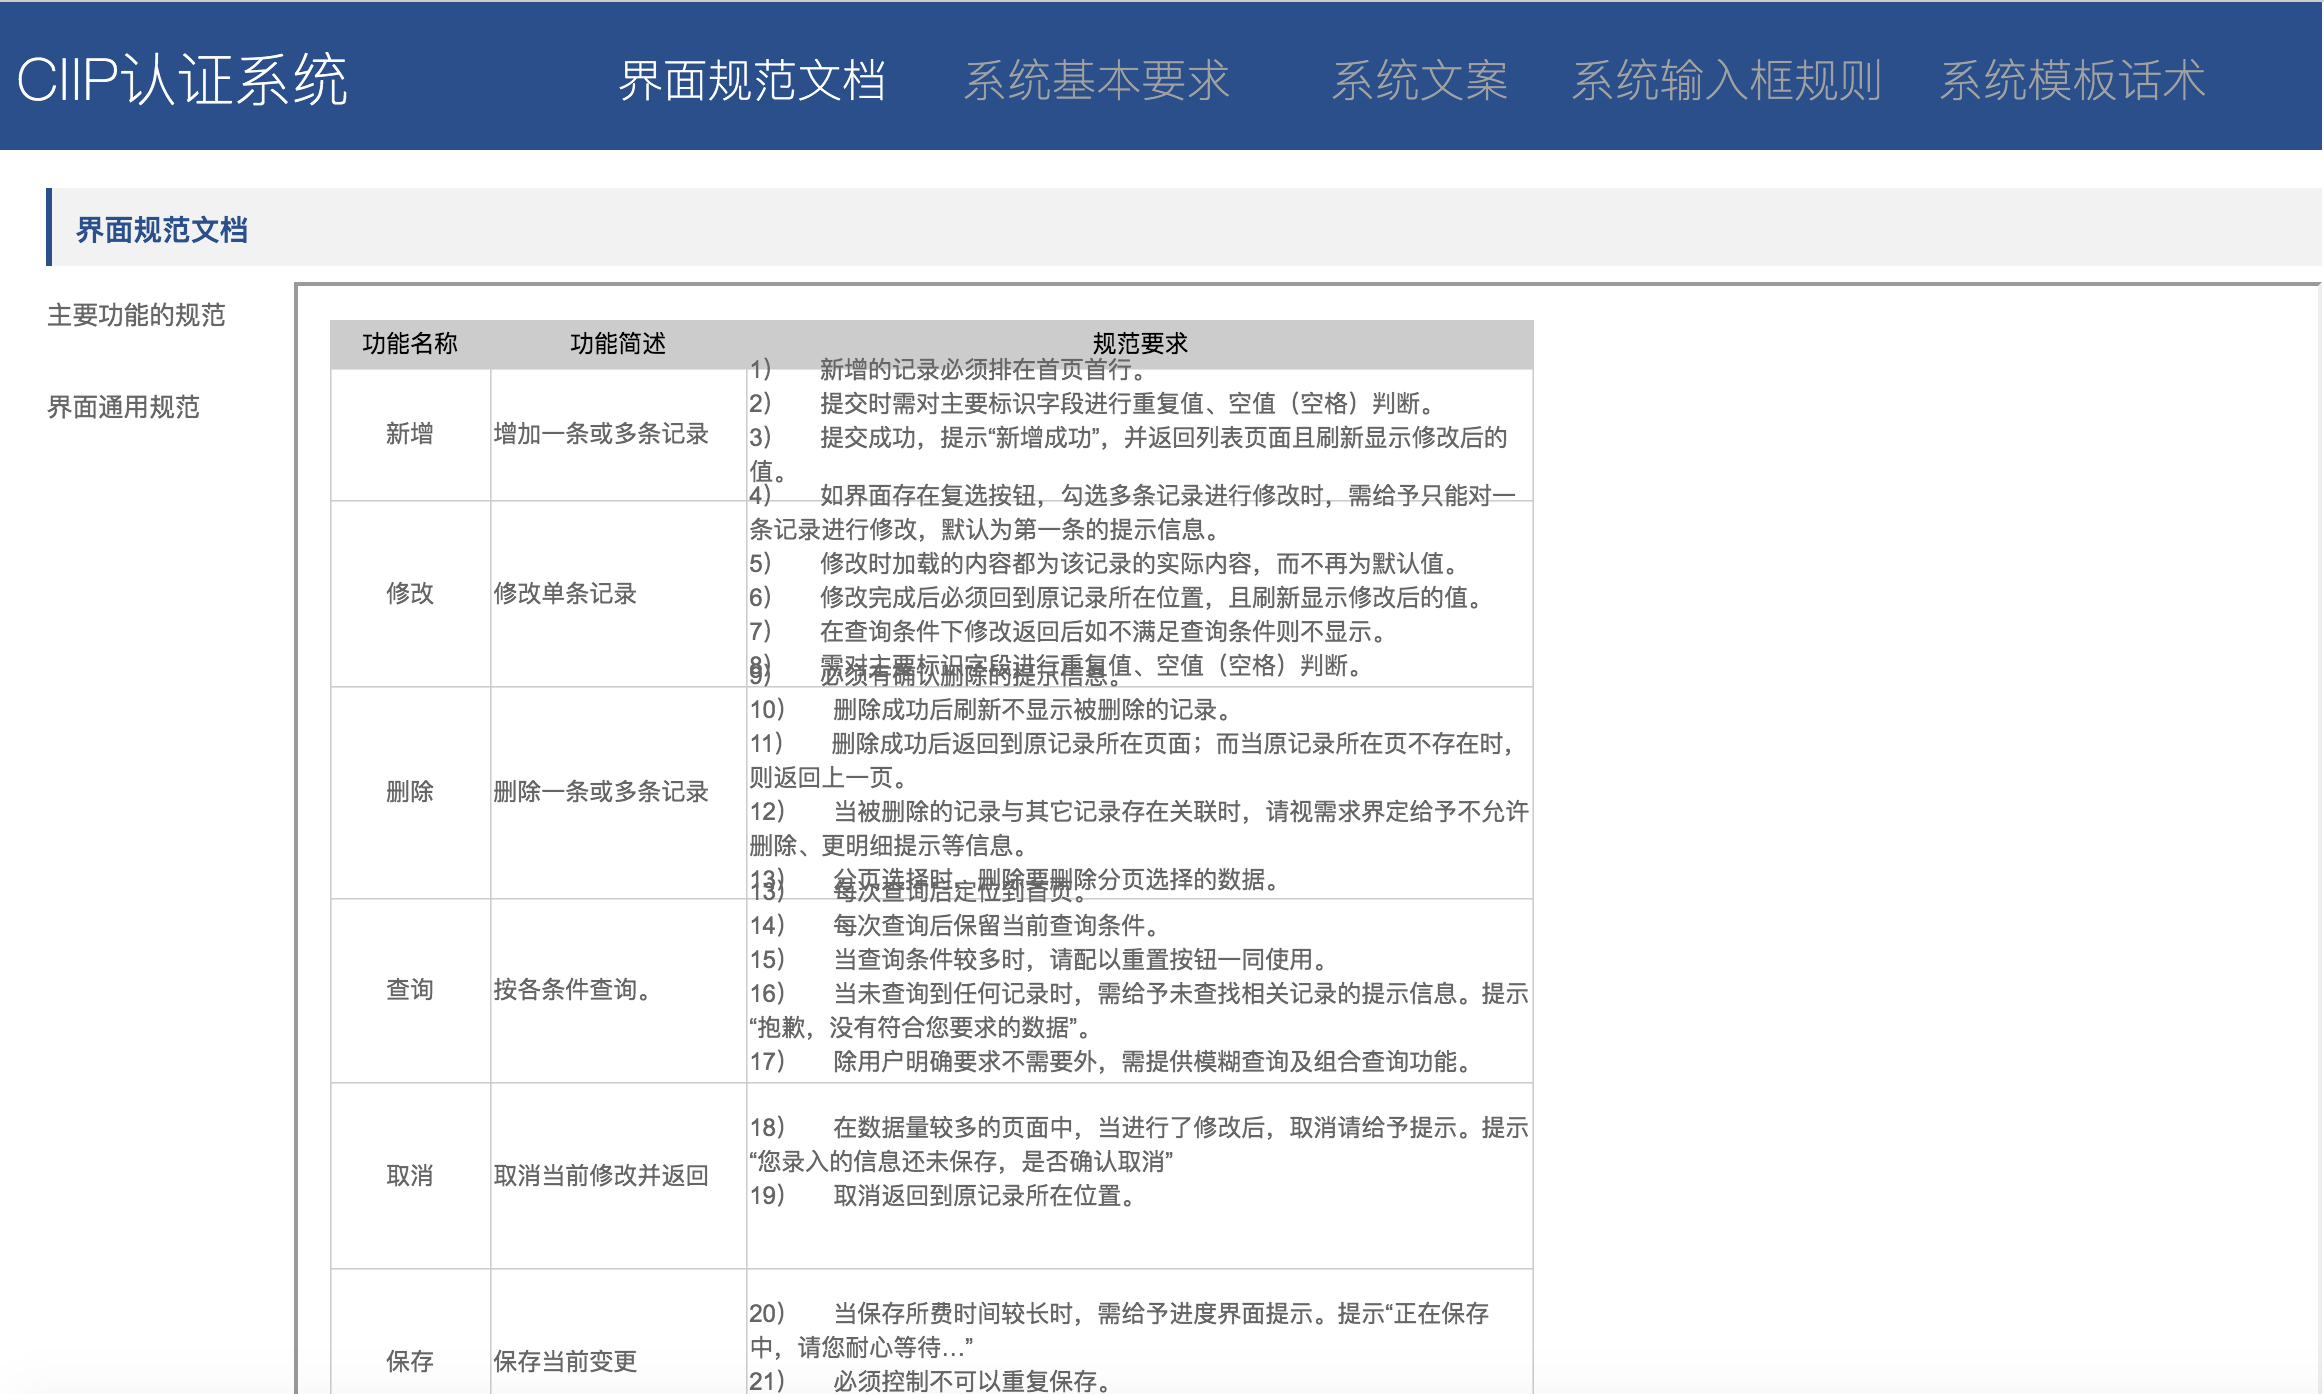 CIIP认证系统 界面规范文档 系统基本要求 系统文案 系统输入框规则 系统模板话术
界面规范文档
主要功能的规范
界面通用规范
功能名称 功能简述 规范要求
新增 增加一条或多条记录
1） 新增的记录必须排在首页首行。
2） 提交时需对主要标识字段进行重复值、空值（空格）判断。
3） 提交成功，提示“新增成功”，并返回列表页面且刷新显示修改后的
值。
修改 修改单条记录
4） 如界面存在复选按钮，勾选多条记录进行修改时，需给予只能对一
条记录进行修改，默认为第一条的提示信息。
5） 修改时加载的内容都为该记录的实际内容，而不再为默认值。
6） 修改完成后必须回到原记录所在位置，且刷新显示修改后的值。
7） 在查询条件下修改返回后如不满足查询条件则不显示。
8） 需对主要标识字段进行重复值、空值（空格）判断。
删除 删除一条或多条记录
9） 必须有确认删除的提示信息。
10） 删除成功后刷新不显示被删除的记录。
11） 删除成功后返回到原记录所在页面；而当原记录所在页不存在时，
则返回上一页。
12） 当被删除的记录与其它记录存在关联时，请视需求界定给予不允许
删除、更明细提示等信息。
13） 分页选择时，删除要删除分页选择的数据。
查询 按各条件查询。
13） 每次查询后定位到首页。
14） 每次查询后保留当前查询条件。
15） 当查询条件较多时，请配以重置按钮一同使用。
16） 当未查询到任何记录时，需给予未查找相关记录的提示信息。提示
“抱歉，没有符合您要求的数据”。
17） 除用户明确要求不需要外，需提供模糊查询及组合查询功能。
取消 取消当前修改并返回
18） 在数据量较多的页面中，当进行了修改后，取消请给予提示。提示
“您录入的信息还未保存，是否确认取消”
19） 取消返回到原记录所在位置。
保存 保存当前变更
20） 当保存所费时间较长时，需给予进度界面提示。提示“正在保存
中，请您耐心等待…”
21） 必须控制不可以重复保存。